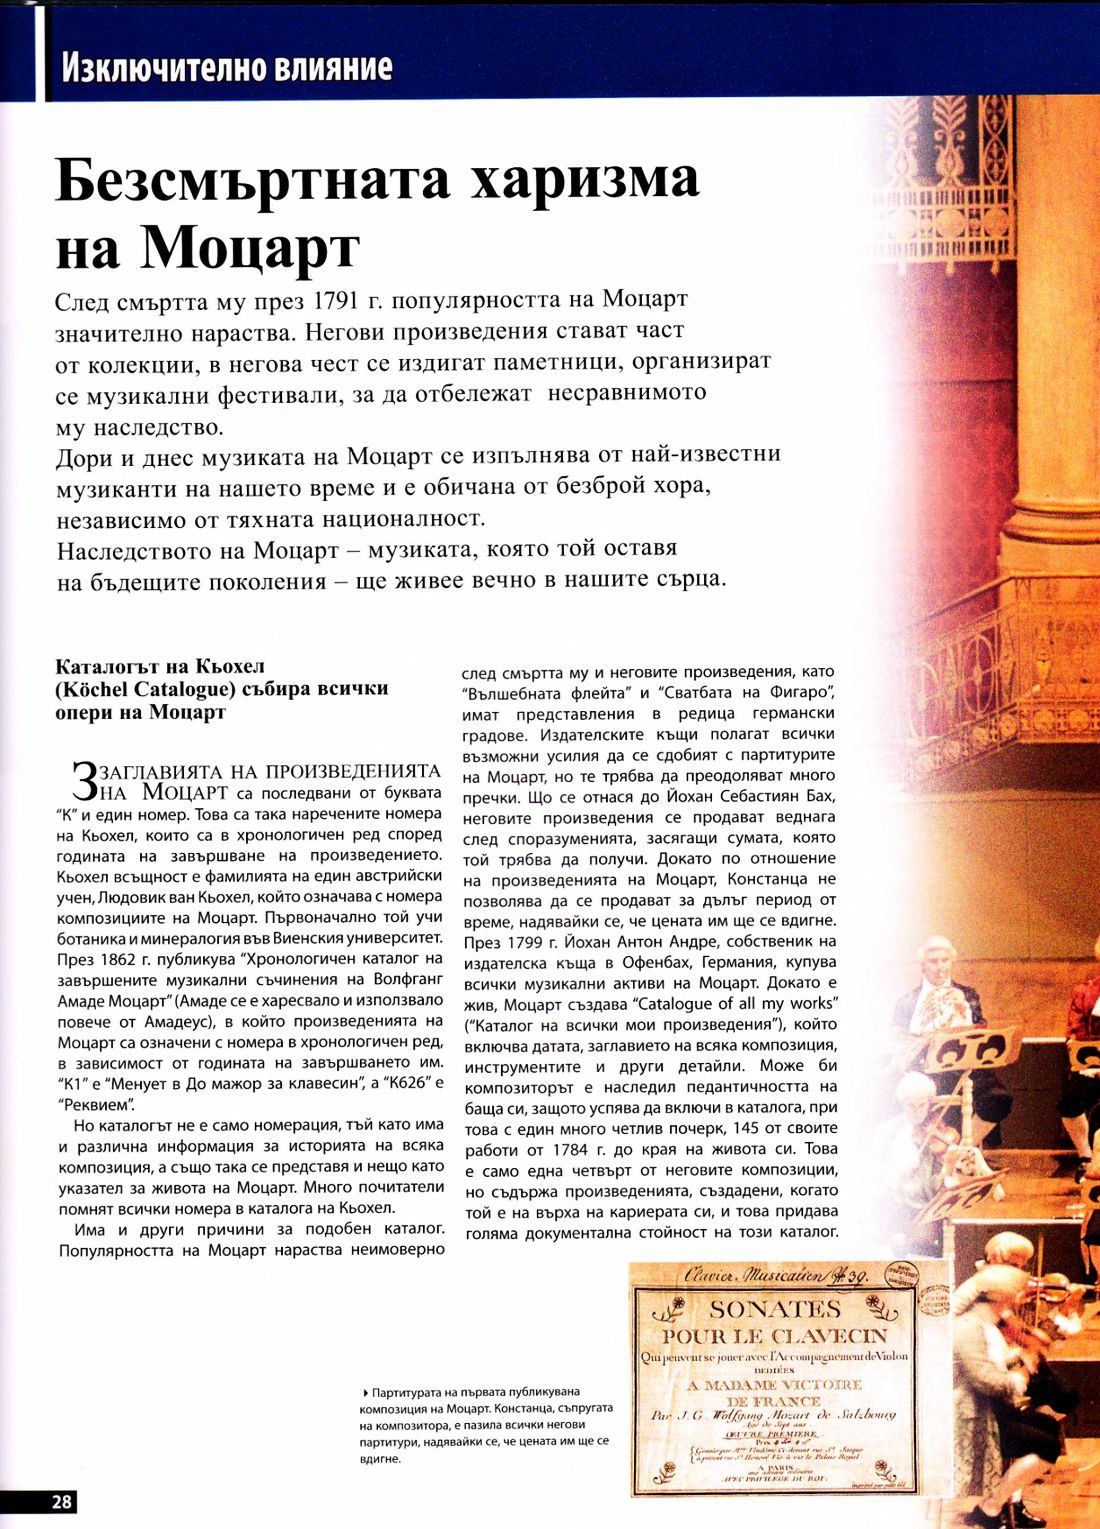 Изключително влияние
Безсмъртната харизма
на Моцарт
След смъртта му през 1791 г. популярността на Моцарт
значително нараства. Негови произведения стават част
от колекции, в негова чест се издигат паметници, организират
се музикални фестивали, за да отбележат несравнимото
му наследство.
Дори и днес музиката на Моцарт се изпълнява от най-известни
музиканти на нашето време и е обичана от безброй хора,
независимо от тяхната националност.
Наследството на Моцарт – музиката, която той оставя
на бъдещите поколения – ще живее вечно в нашите сърца.
Каталогът на Кьохел
(Köchel Catalogue) събира всички
опери на Моцарт
ЗЗАГЛАВИЯТА НА ПРОИЗВЕДЕНИЯТА
НА МОЦАРТ са последвани от буквата
“К” и един номер. Това са така наречените номера
на Кьохел, които са в хронологичен ред според
годината на завършване на произведението.
Кьохел всъщност е фамилията на един австрийски
учен, Людовик ван Кьохел, който означава с номера
композициите на Моцарт. Първоначално той учи
ботаника и минералогия във Виенския университет.
През 1862 г. публикува “Хронологичен каталог на
завършените музикални съчинения на Волфганг
Амаде Моцарт” (Амаде се е харесвало и използвало
повече от Амадеус), в който произведенията на
Моцарт са означени с номера в хронологичен ред,
в зависимост от годината на завършването им.
“К1” е “Менует в До мажор за клавесин”, а “К626” е
“Реквием”.
Но каталогът не е само номерация, тъй като има
и различна информация за историята на всяка
композиция, а също така се представя и нещо като
указател за живота на Моцарт. Много почитатели
помнят всички номера в каталога на Кьохел.
Има и други причини за подобен каталог.
Популярността на Моцарт нараства неимоверно
след смъртта му и неговите произведения, като
“Вълшебната флейта” и “Сватбата на Фигаро”,
имат представления в редица германски
градове. Издателските къщи полагат всички
възможни усилия да се сдобият с партитурите
на Моцарт, но те трябва да преодоляват много
пречки. Що се отнася до Йохан Себастиян Бах,
неговите произведения се продават веднага
след споразуменията, засягащи сумата, която
той трябва да получи. Докато по отношение
на произведенията на Моцарт, Констанца не
позволява да се продават за дълъг период от
време, надявайки се, че цената им ще се вдигне.
През 1799 г. Йохан Антон Андре, собственик на
издателска къща в Офенбах, Германия, купува
всички музикални активи на Моцарт. Докато е
жив, Моцарт създава “Catalogue of all my works”
(“Каталог на всички мои произведения”), който
включва датата, заглавието на всяка композиция,
инструментите и други детайли. Може би
композиторът е наследил педантичността на
баща си, защото успява да включи в каталога, при
това с един много четлив почерк, 145 от своите
работи от 1784 г. до края на живота си. Това
е само една четвърт от неговите композиции,
но съдържа произведенията, създадени, когато
той е на върха на кариерата си, и това придава
голяма документална стойност на този каталог.
Clavier. Musicalien № 39.
SONATES
POUR LE CLAVECIN
Qui peuvent se jouer avec l'Accompagnement de Violon
DEDIÉES
A MADAME VICTOIRE
DE FRANCE
Par J. G. Wolfgang Mozart de Salzbourg
Agé de Sept ans.
ŒUVRE PREMIERE.
A PARIS
AVEC PRIVILEGE DU ROI.
Партитурата на първата публикувана
композиция на Моцарт. Констанца, съпругата
на композитора, е пазила всички негови
партитури, надявайки се, че цената им ще се
вдигне.
28